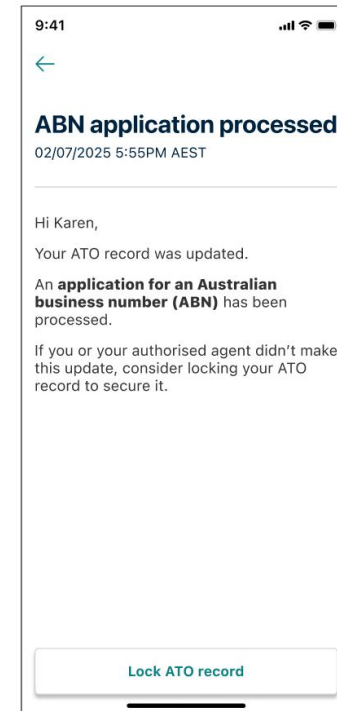 9:41
ABN application processed
02/07/2025 5:55PM AEST
Hi Karen,
Your ATO record was updated.
An application for an Australian
business number (ABN) has been
processed.
If you or your authorised agent didn’t make
this update, consider locking your ATO
record to secure it.
Lock ATO record